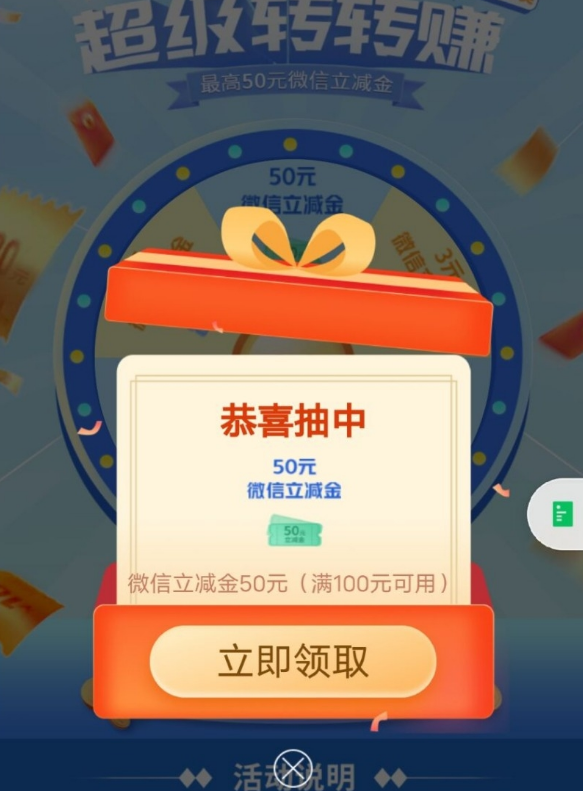 超级转转赚
最高50元微信立减金
50元
微信立减金
3元
恭喜抽中
50元
微信立减金
50元
立减金
微信立减金50元（满100元可用）
立即领取
活动说明